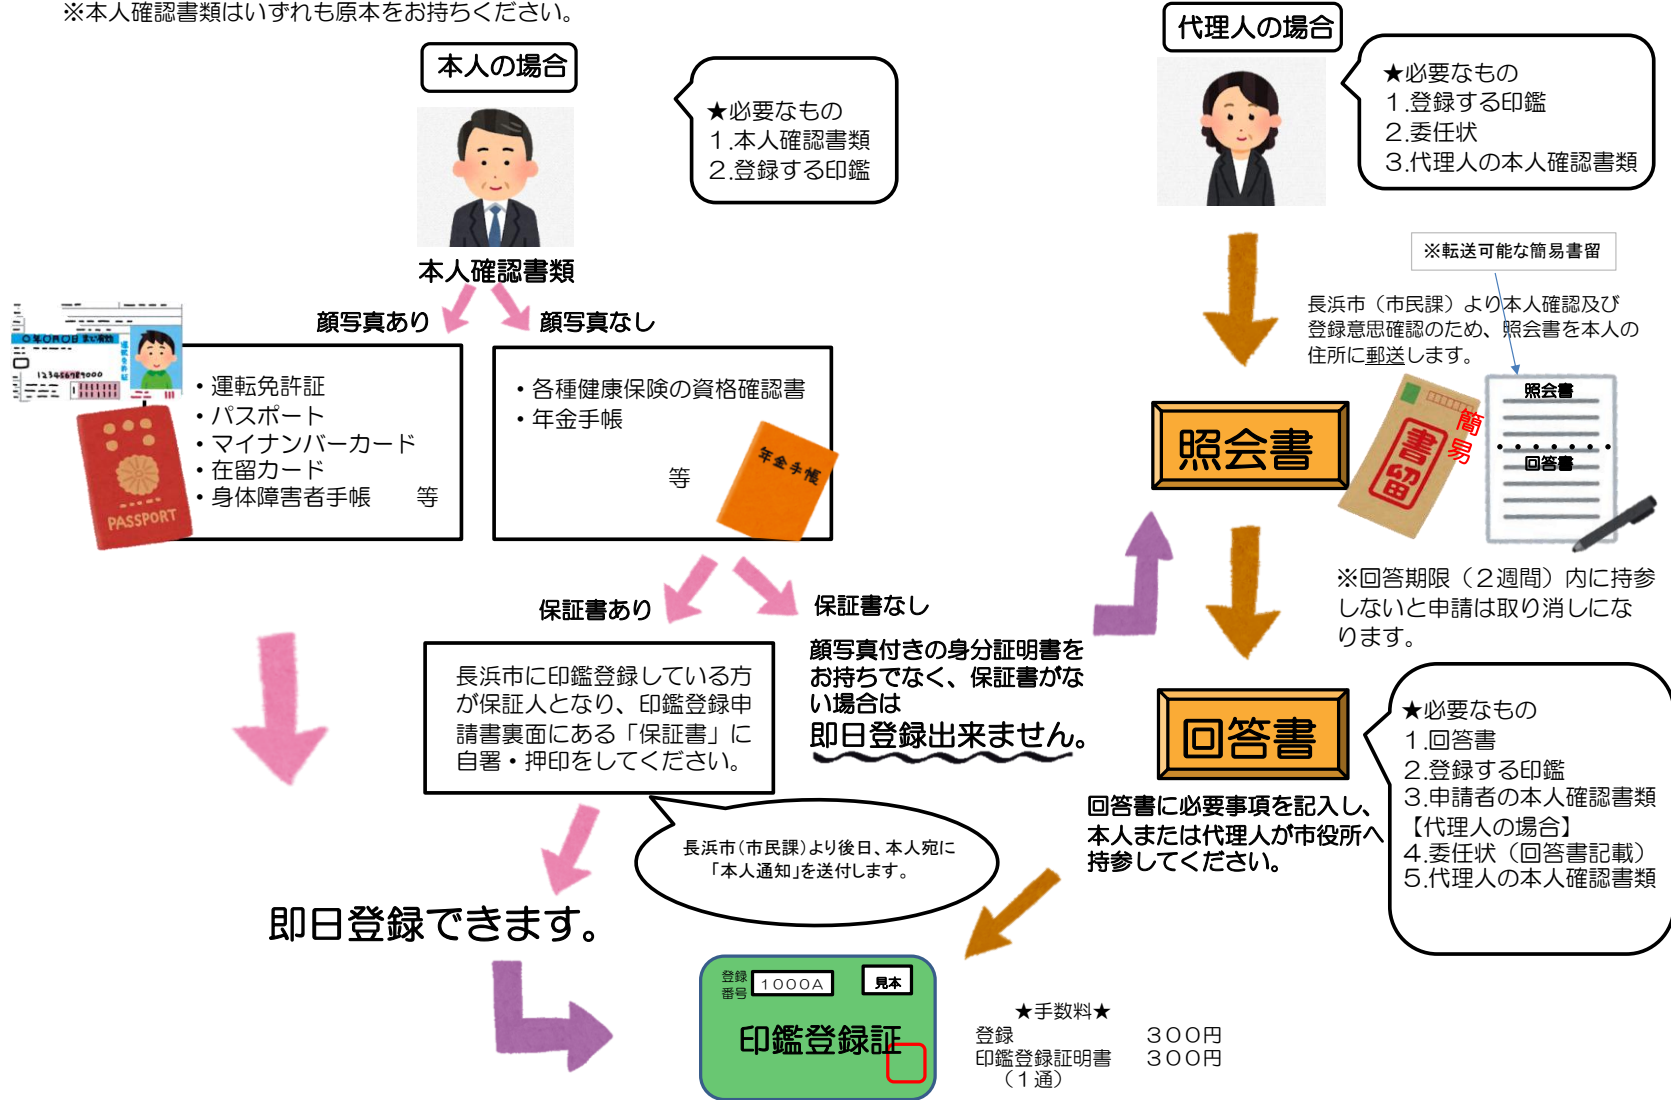 ※本人確認書類はいずれも原本をお持ちください。
本人の場合
★必要なもの
１.本人確認書類
２.登録する印鑑
本人確認書類
顔写真あり
顔写真なし
〇年〇月〇日まで有効
運転免許証
123456789000
PASSPORT
・運転免許証
・パスポート
・マイナンバーカード
・在留カード
・身体障害者手帳　等
・各種健康保険の資格確認書
・年金手帳
等
年金手帳
保証書あり
保証書なし
長浜市に印鑑登録している方
が保証人となり、印鑑登録申
請書裏面にある「保証書」に
自署・押印をしてください。
顔写真付きの身分証明書を
お持ちでなく、保証書がな
い場合は
即日登録出来ません。
長浜市（市民課）より後日、本人宛に
「本人通知」を送付します。
即日登録できます。
代理人の場合
★必要なもの
１.登録する印鑑
２.委任状
３.代理人の本人確認書類
※転送可能な簡易書留
長浜市（市民課）より本人確認及び
登録意思確認のため、照会書を本人の
住所に郵送します。
照会書
簡易
書留
照会書
回答書
※回答期限（２週間）内に持参
しないと申請は取り消しにな
ります。
回答書
★必要なもの
１.回答書
２.登録する印鑑
３.申請者の本人確認書類
【代理人の場合】
４.委任状（回答書記載）
５.代理人の本人確認書類
回答書に必要事項を記入し、
本人または代理人が市役所へ
持参してください。
登録
番号
１０００A
見本
印鑑登録証
★手数料★
登録　３００円
印鑑登録証明書　３００円
（１通）